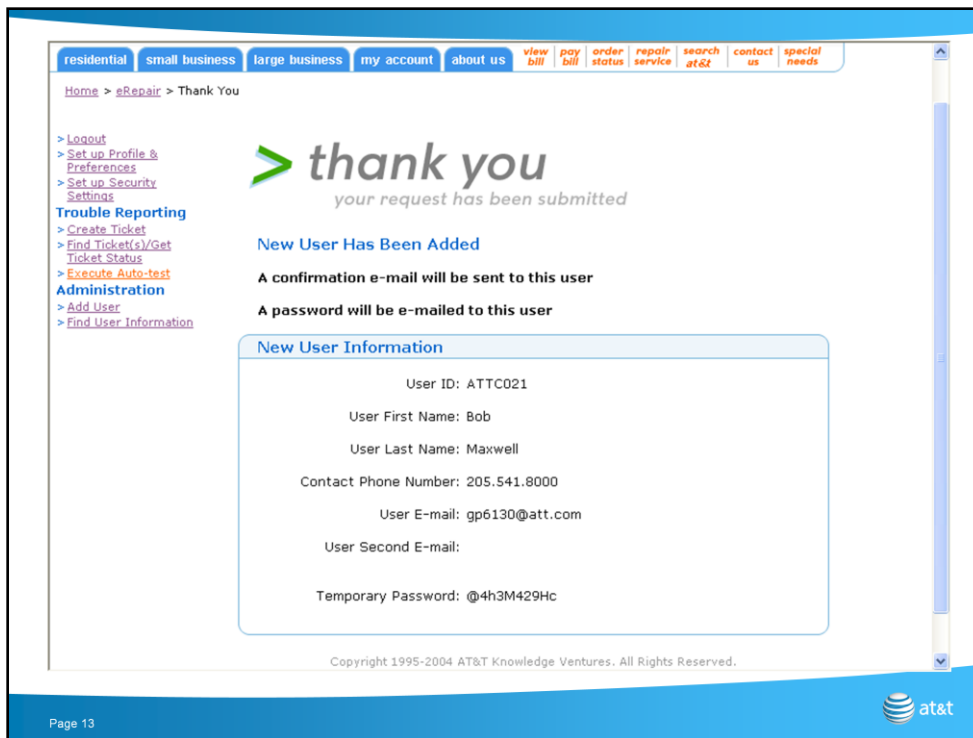 residential small business large business my account about us view bill pay bill order status repair service search at&t contact us special needs
Home > eRepair > Thank You
> Logout
> Set up Profile & Preferences
> Set up Security Settings
Trouble Reporting
> Create Ticket
> Find Ticket(s)/Get Ticket Status
> Execute Auto-test
Administration
> Add User
> Find User Information
> thank you
your request has been submitted
New User Has Been Added
A confirmation e-mail will be sent to this user
A password will be e-mailed to this user
New User Information
User ID: ATTC021
User First Name: Bob
User Last Name: Maxwell
Contact Phone Number: 205.541.8000
User E-mail: gp6130@att.com
User Second E-mail:
Temporary Password: @4h3M429Hc
Copyright 1995-2004 AT&T Knowledge Ventures. All Rights Reserved.
Page 13
at&t